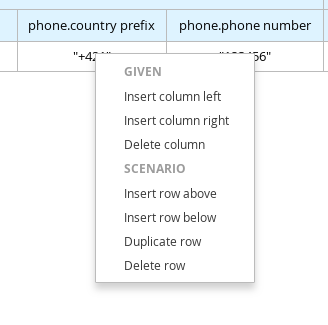 phone.country prefix phone.phone number
GIVEN
Insert column left
Insert column right
Delete column
SCENARIO
Insert row above
Insert row below
Duplicate row
Delete row